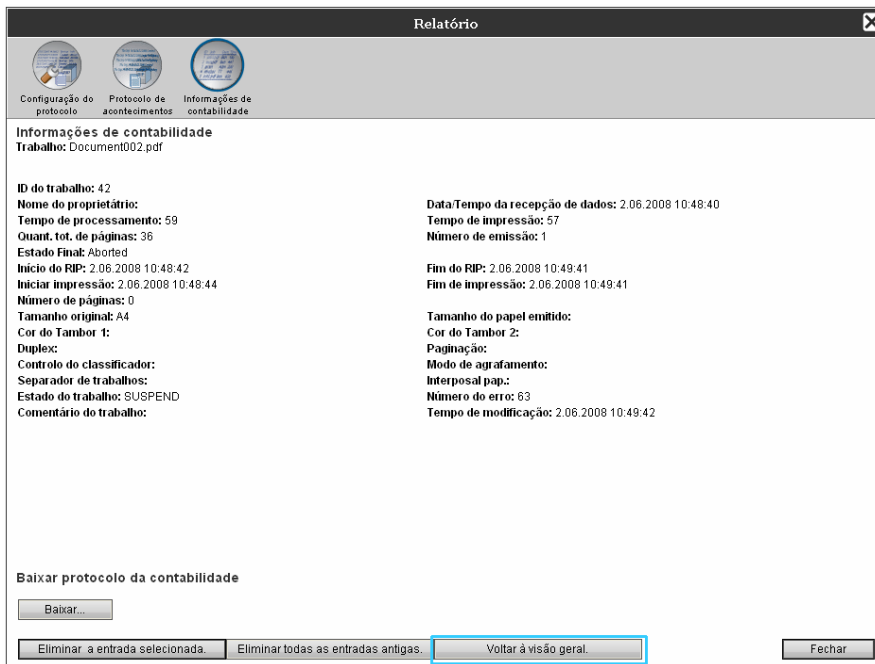 Relatório
Configuração do protocolo
Protocolo de acontecimentos
Informações de contabilidade
Informações de contabilidade
Trabalho: Document002.pdf
ID do trabalho: 42
Nome do proprietátrio:
Data/Tempo da recepção de dados: 2.06.2008 10:48:40
Tempo de processamento: 59
Tempo de impressão: 57
Quant. tot. de páginas: 36
Número de emissão: 1
Estado Final: Aborted
Início do RIP: 2.06.2008 10:48:42
Fim do RIP: 2.06.2008 10:49:41
Iniciar impressão: 2.06.2008 10:48:44
Fim de impressão: 2.06.2008 10:49:41
Número de páginas: 0
Tamanho original: A4
Tamanho do papel emitido:
Cor do Tambor 1:
Cor do Tambor 2:
Duplex:
Paginação:
Controlo do classificador:
Modo de agrafamento:
Separador de trabalhos:
Interposal pap.:
Estado do trabalho: SUSPEND
Número do erro: 63
Comentário do trabalho:
Tempo de modificação: 2.06.2008 10:49:42
Baixar protocolo da contabilidade
Baixar...
Eliminar a entrada selecionada.
Eliminar todas as entradas antigas.
Voltar à visão geral.
Fechar